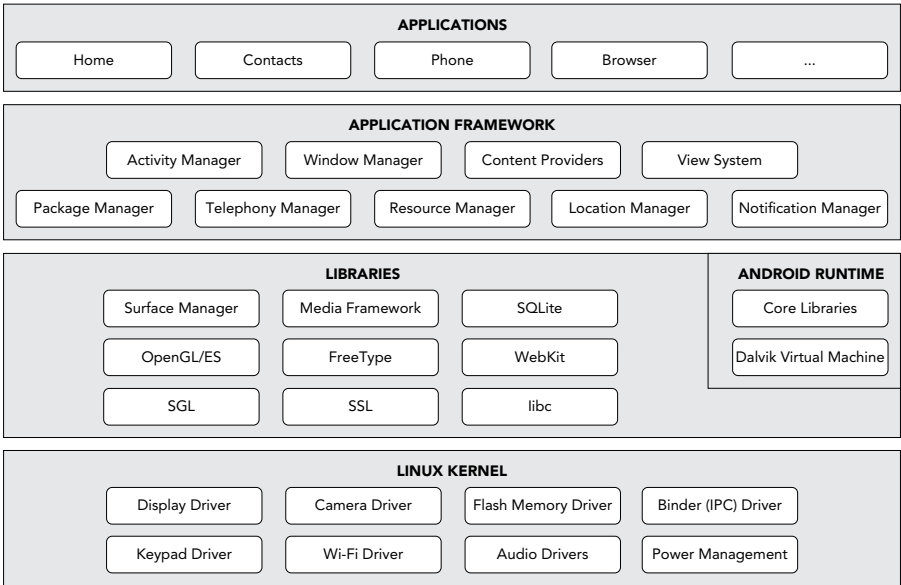 APPLICATIONS
Home
Contacts
Phone
Browser
...
APPLICATION FRAMEWORK
Activity Manager
Window Manager
Content Providers
View System
Package Manager
Telephony Manager
Resource Manager
Location Manager
Notification Manager
LIBRARIES
Surface Manager
Media Framework
SQLite
OpenGL/ES
FreeType
WebKit
SGL
SSL
libc
ANDROID RUNTIME
Core Libraries
Dalvik Virtual Machine
LINUX KERNEL
Display Driver
Camera Driver
Flash Memory Driver
Binder (IPC) Driver
Keypad Driver
Wi-Fi Driver
Audio Drivers
Power Management